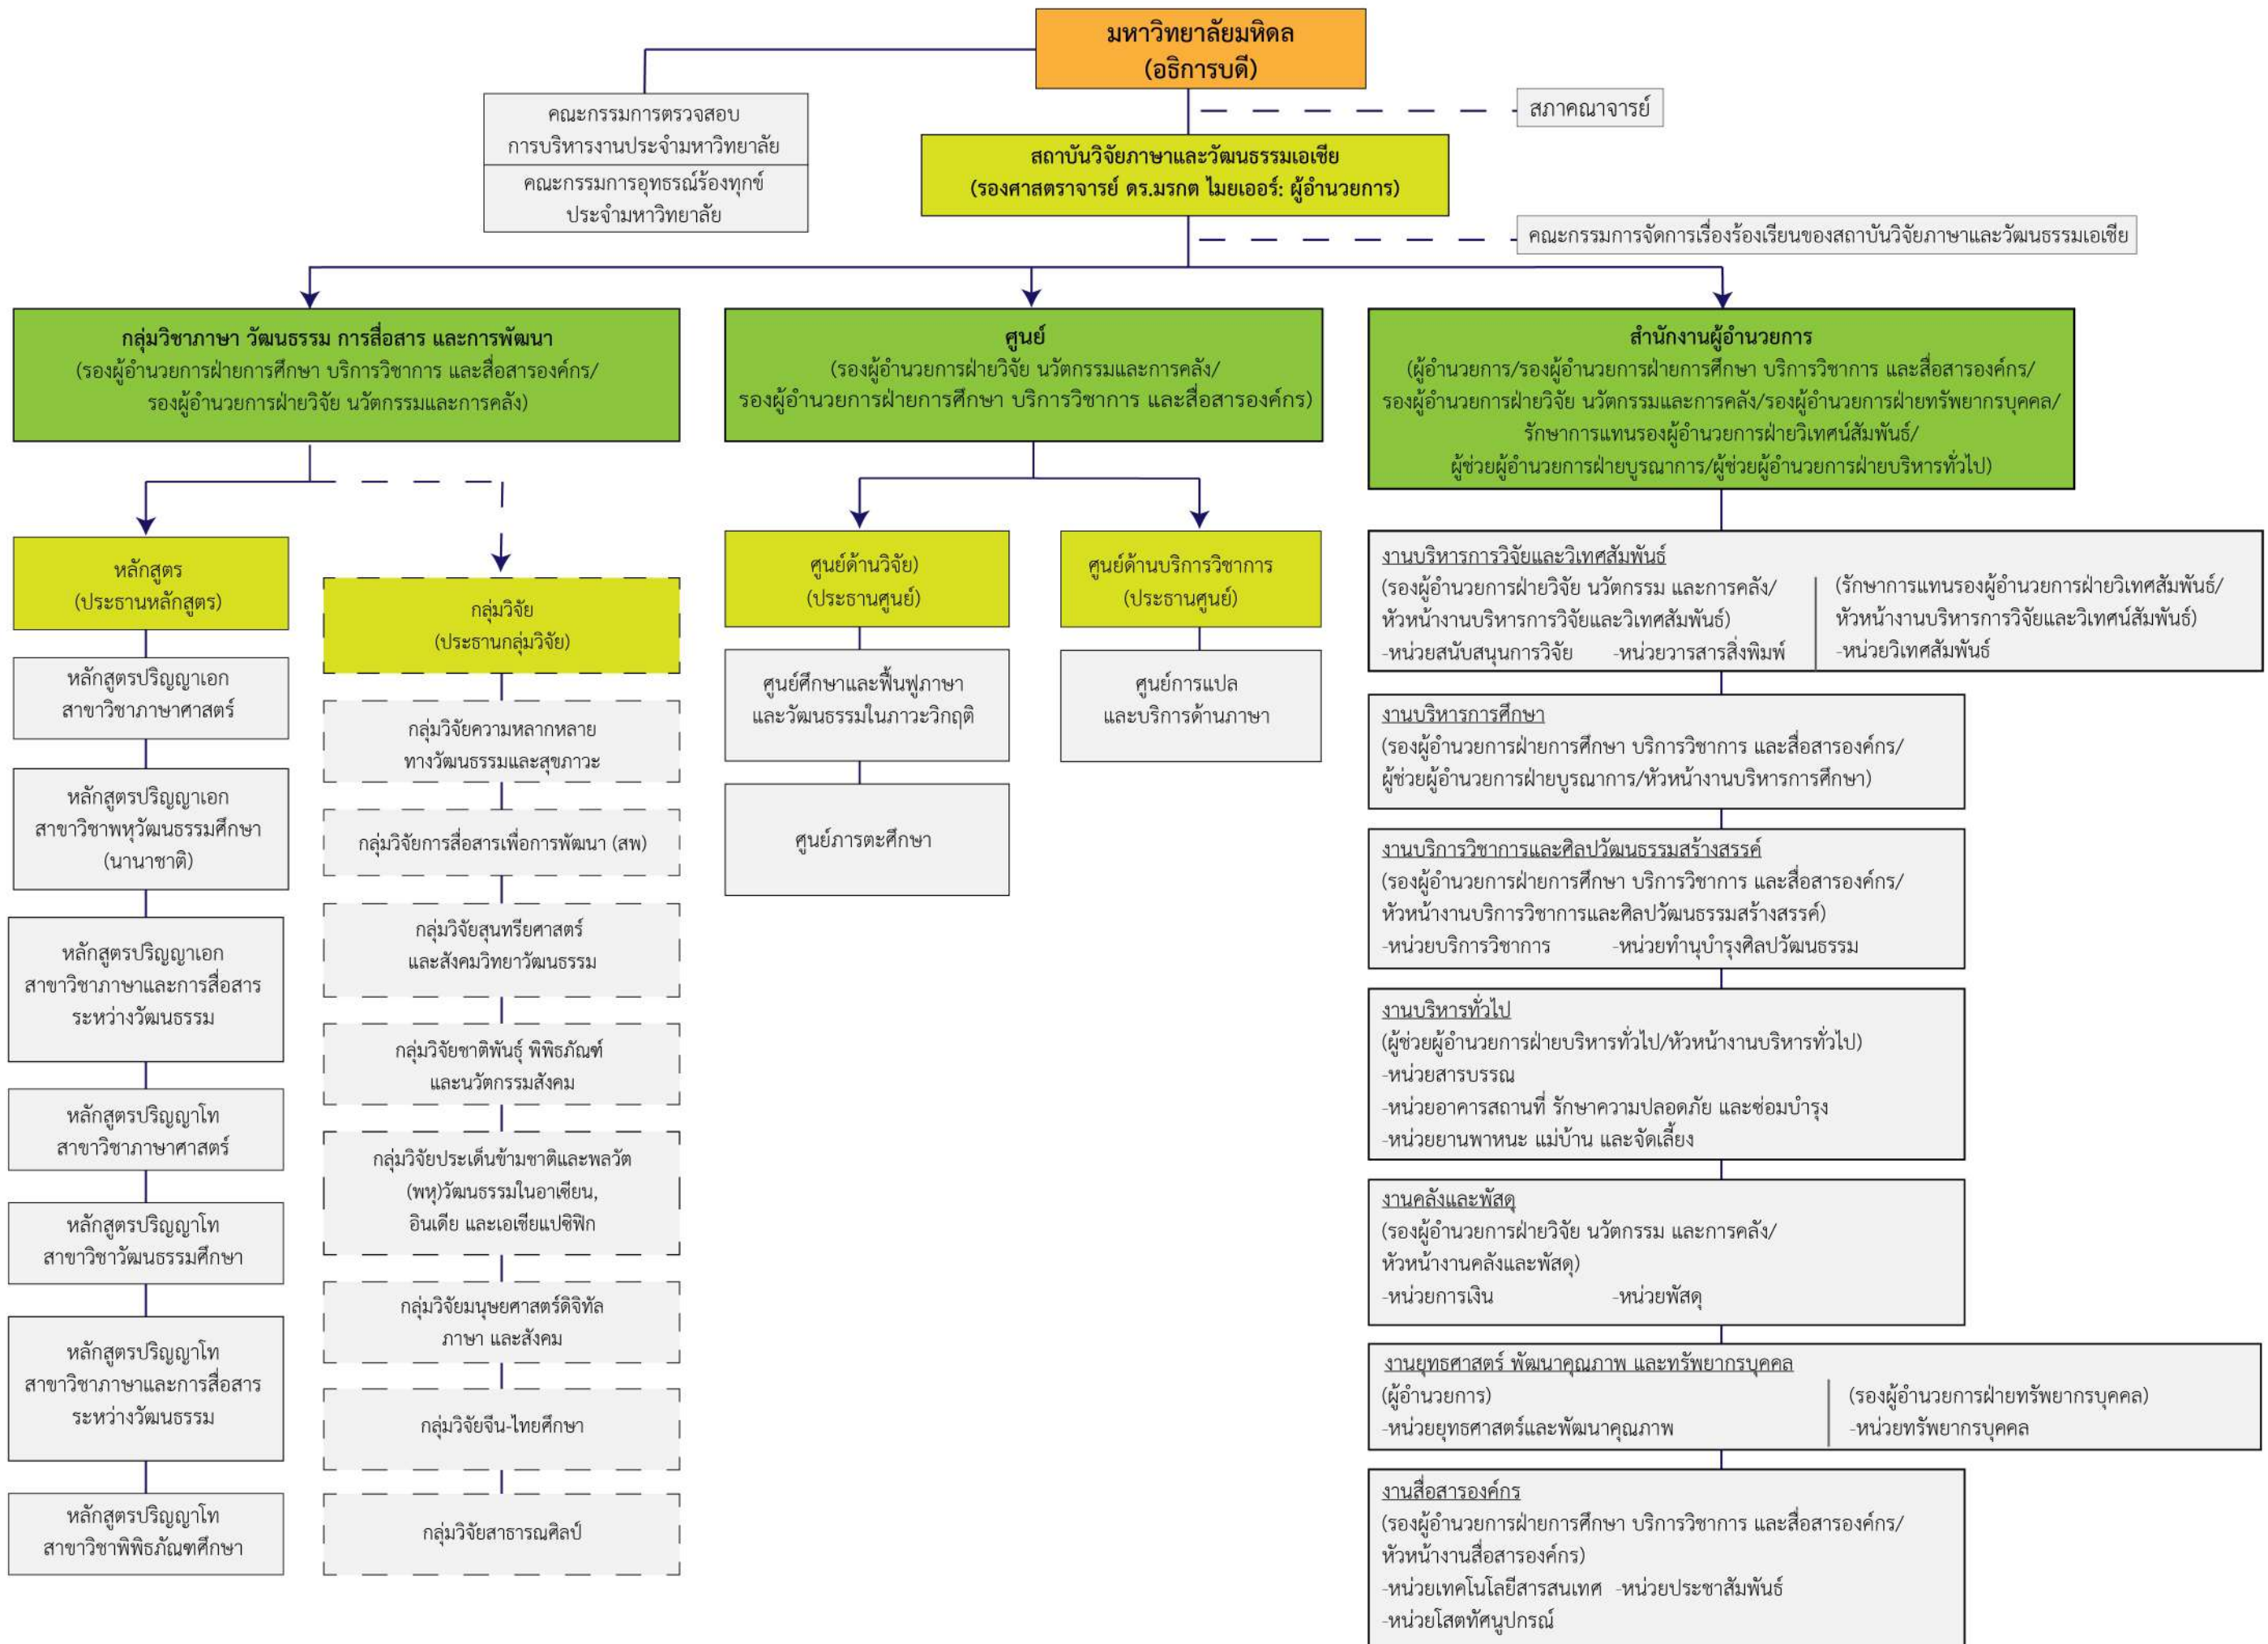 มหาวิทยาลัยมหิดล
(อธิการบดี)
คณะกรรมการตรวจสอบ
การบริหารงานประจำมหาวิทยาลัย
คณะกรรมการอุทธรณ์ร้องทุกข์
ประจำมหาวิทยาลัย
สภาคณาจารย์
สถาบันวิจัยภาษาและวัฒนธรรมเอเชีย
(รองศาสตราจารย์ ดร.มรกต ไมยเออร์: ผู้อำนวยการ)
คณะกรรมการจัดการเรื่องร้องเรียนของสถาบันวิจัยภาษาและวัฒนธรรมเอเชีย
กลุ่มวิชาภาษา วัฒนธรรม การสื่อสาร และการพัฒนา
(รองผู้อำนวยการฝ่ายการศึกษา บริการวิชาการ และสื่อสารองค์กร/
รองผู้อำนวยการฝ่ายวิจัย นวัตกรรมและการคลัง)
หลักสูตร
(ประธานหลักสูตร)
หลักสูตรปริญญาเอก
สาขาวิชาภาษาศาสตร์
หลักสูตรปริญญาเอก
สาขาวิชาพหุวัฒนธรรมศึกษา
(นานาชาติ)
หลักสูตรปริญญาเอก
สาขาวิชาภาษาและการสื่อสาร
ระหว่างวัฒนธรรม
หลักสูตรปริญญาโท
สาขาวิชาภาษาศาสตร์
หลักสูตรปริญญาโท
สาขาวิชาวัฒนธรรมศึกษา
หลักสูตรปริญญาโท
สาขาวิชาภาษาและการสื่อสาร
ระหว่างวัฒนธรรม
หลักสูตรปริญญาโท
สาขาวิชาพิพิธภัณฑศึกษา
กลุ่มวิจัย
(ประธานกลุ่มวิจัย)
กลุ่มวิจัยความหลากหลาย
ทางวัฒนธรรมและสุขภาวะ
กลุ่มวิจัยการสื่อสารเพื่อการพัฒนา (สพ)
กลุ่มวิจัยสุนทรียศาสตร์
และสังคมวิทยาวัฒนธรรม
กลุ่มวิจัยชาติพันธุ์ พิพิธภัณฑ์
และนวัตกรรมสังคม
กลุ่มวิจัยประเด็นข้ามชาติและพลวัต
(พหุ)วัฒนธรรมในอาเซียน,
อินเดีย และเอเชียแปซิฟิก
กลุ่มวิจัยมนุษยศาสตร์ดิจิทัล
ภาษา และสังคม
กลุ่มวิจัยจีน-ไทยศึกษา
กลุ่มวิจัยสาธารณศิลป์
ศูนย์
(รองผู้อำนวยการฝ่ายวิจัย นวัตกรรมและการคลัง/
รองผู้อำนวยการฝ่ายการศึกษา บริการวิชาการ และสื่อสารองค์กร)
ศูนย์ด้านวิจัย)
(ประธานศูนย์)
ศูนย์ศึกษาและฟื้นฟูภาษา
และวัฒนธรรมในภาวะวิกฤติ
ศูนย์ภารตะศึกษา
ศูนย์ด้านบริการวิชาการ
(ประธานศูนย์)
ศูนย์การแปล
และบริการด้านภาษา
สำนักงานผู้อำนวยการ
(ผู้อำนวยการ/รองผู้อำนวยการฝ่ายการศึกษา บริการวิชาการ และสื่อสารองค์กร/
รองผู้อำนวยการฝ่ายวิจัย นวัตกรรมและการคลัง/รองผู้อำนวยการฝ่ายทรัพยากรบุคคล/
รักษาการแทนรองผู้อำนวยการฝ่ายวิเทศน์สัมพันธ์/
ผู้ช่วยผู้อำนวยการฝ่ายบูรณาการ/ผู้ช่วยผู้อำนวยการฝ่ายบริหารทั่วไป)
งานบริหารการวิจัยและวิเทศสัมพันธ์
(รองผู้อำนวยการฝ่ายวิจัย นวัตกรรม และการคลัง/
หัวหน้างานบริหารการวิจัยและวิเทศสัมพันธ์)
-หน่วยสนับสนุนการวิจัย -หน่วยวารสารสิ่งพิมพ์
(รักษาการแทนรองผู้อำนวยการฝ่ายวิเทศสัมพันธ์/
หัวหน้างานบริหารการวิจัยและวิเทศน์สัมพันธ์)
-หน่วยวิเทศสัมพันธ์
งานบริหารการศึกษา
(รองผู้อำนวยการฝ่ายการศึกษา บริการวิชาการ และสื่อสารองค์กร/
ผู้ช่วยผู้อำนวยการฝ่ายบูรณาการ/หัวหน้างานบริหารการศึกษา)
งานบริการวิชาการและศิลปวัฒนธรรมสร้างสรรค์
(รองผู้อำนวยการฝ่ายการศึกษา บริการวิชาการ และสื่อสารองค์กร/
หัวหน้างานบริการวิชาการและศิลปวัฒนธรรมสร้างสรรค์)
-หน่วยบริการวิชาการ -หน่วยทำนุบำรุงศิลปวัฒนธรรม
งานบริหารทั่วไป
(ผู้ช่วยผู้อำนวยการฝ่ายบริหารทั่วไป/หัวหน้างานบริหารทั่วไป)
-หน่วยสารบรรณ
-หน่วยอาคารสถานที่ รักษาความปลอดภัย และซ่อมบำรุง
-หน่วยยานพาหนะ แม่บ้าน และจัดเลี้ยง
งานคลังและพัสดุ
(รองผู้อำนวยการฝ่ายวิจัย นวัตกรรม และการคลัง/
หัวหน้างานคลังและพัสดุ)
-หน่วยการเงิน -หน่วยพัสดุ
งานยุทธศาสตร์ พัฒนาคุณภาพ และทรัพยากรบุคคล
(ผู้อำนวยการ)
-หน่วยยุทธศาสตร์และพัฒนาคุณภาพ
(รองผู้อำนวยการฝ่ายทรัพยากรบุคคล)
-หน่วยทรัพยากรบุคคล
งานสื่อสารองค์กร
(รองผู้อำนวยการฝ่ายการศึกษา บริการวิชาการ และสื่อสารองค์กร/
หัวหน้างานสื่อสารองค์กร)
-หน่วยเทคโนโลยีสารสนเทศ -หน่วยประชาสัมพันธ์
-หน่วยโสตทัศนูปกรณ์